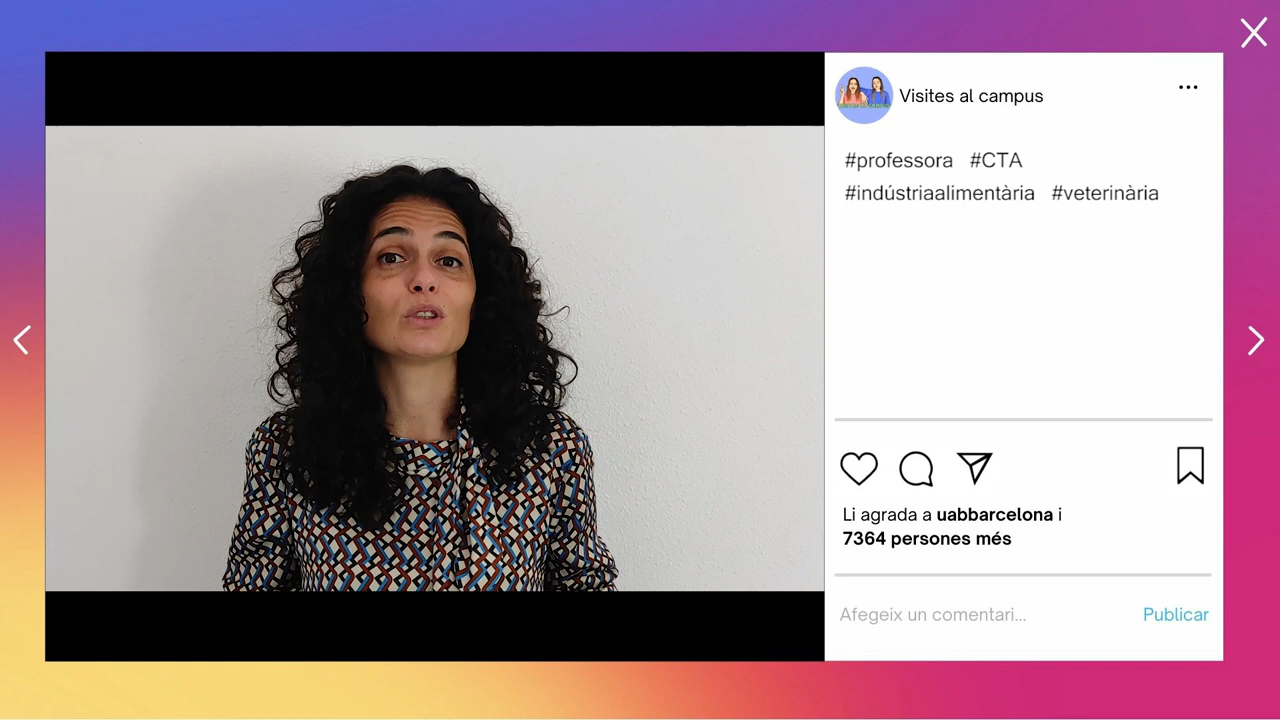 Visites al campus
#professora #CTA
#indústriaalimentària #veterinària
Li agrada a uabbarcelona i
7364 persones més
Afegeix un comentari... Publicar